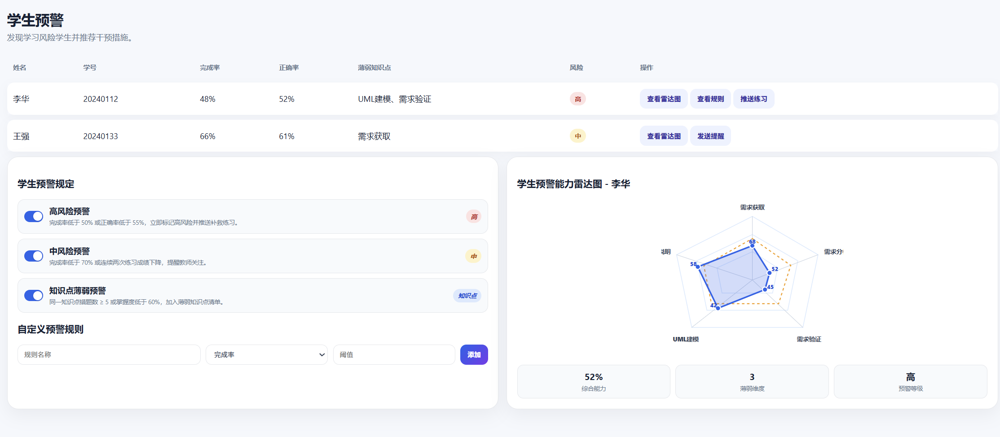 学生预警
发现学习风险学生并推荐干预措施。
姓名 学号 完成率 正确率 薄弱知识点 风险 操作
李华 20240112 48% 52% UML建模、需求验证 高 查看雷达图 查看规则 推送练习
王强 20240133 66% 61% 需求获取 中 查看雷达图 发送提醒
学生预警规定
高风险预警
完成率低于 50% 或正确率低于 55%，立即标记高风险并推送补救练习。
高
中风险预警
完成率低于 70% 或连续两次练习成绩下降，提醒教师关注。
中
知识点薄弱预警
同一知识点错题数 ≥ 5 或掌握度低于 60%，加入薄弱知识点清单。
知识点
自定义预警规则
规则名称 完成率 阈值 添加
学生预警能力雷达图 - 李华
需求获取
说明 需求分
68
58
52
45
42
UML建模 需求验证
52% 3 高
综合能力 薄弱维度 预警等级